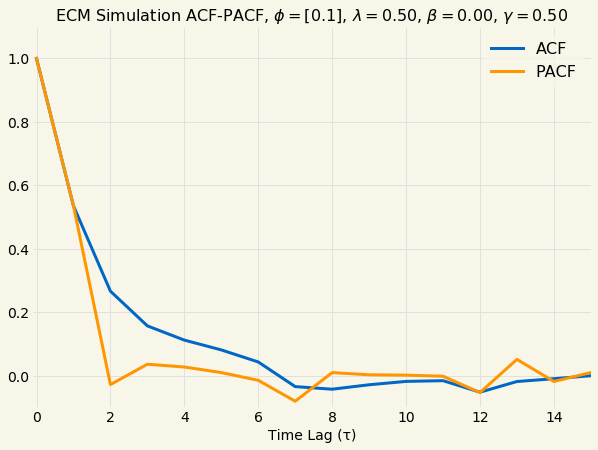 ECM Simulation ACF-PACF, ϕ = [0.1], λ = 0.50, β = 0.00, γ = 0.50
ACF
PACF
1.0
0.8
0.6
0.4
0.2
0.0
0 2 4 6 8 10 12 14
Time Lag (τ)